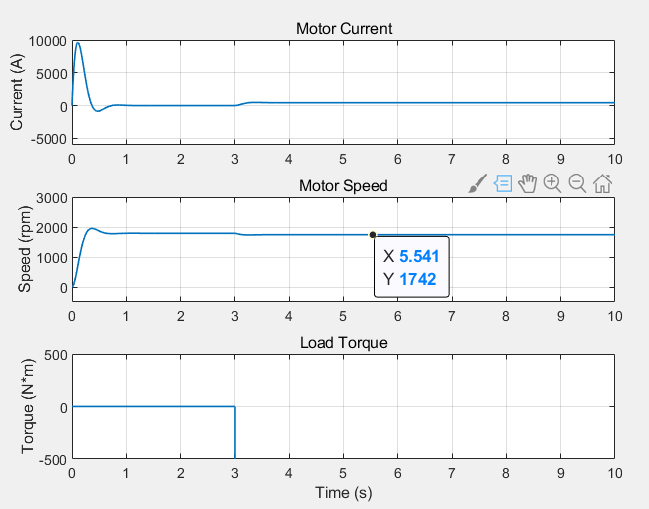 Motor Current
Current (A)
10000
5000
0
-5000
0 1 2 3 4 5 6 7 8 9 10
Motor Speed
Speed (rpm)
3000
2000
1000
0
X 5.541
Y 1742
0 1 2 3 4 5 6 7 8 9 10
Load Torque
Torque (N*m)
500
0
-500
0 1 2 3 4 5 6 7 8 9 10
Time (s)